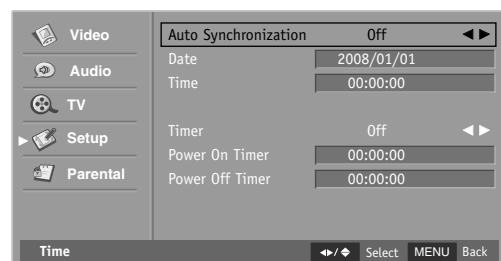 Video
Audio
TV
Setup
Parental
Auto Synchronization Off
Date 2008/01/01
Time 00:00:00
Timer Off
Power On Timer 00:00:00
Power Off Timer 00:00:00
Time Select MENU Back